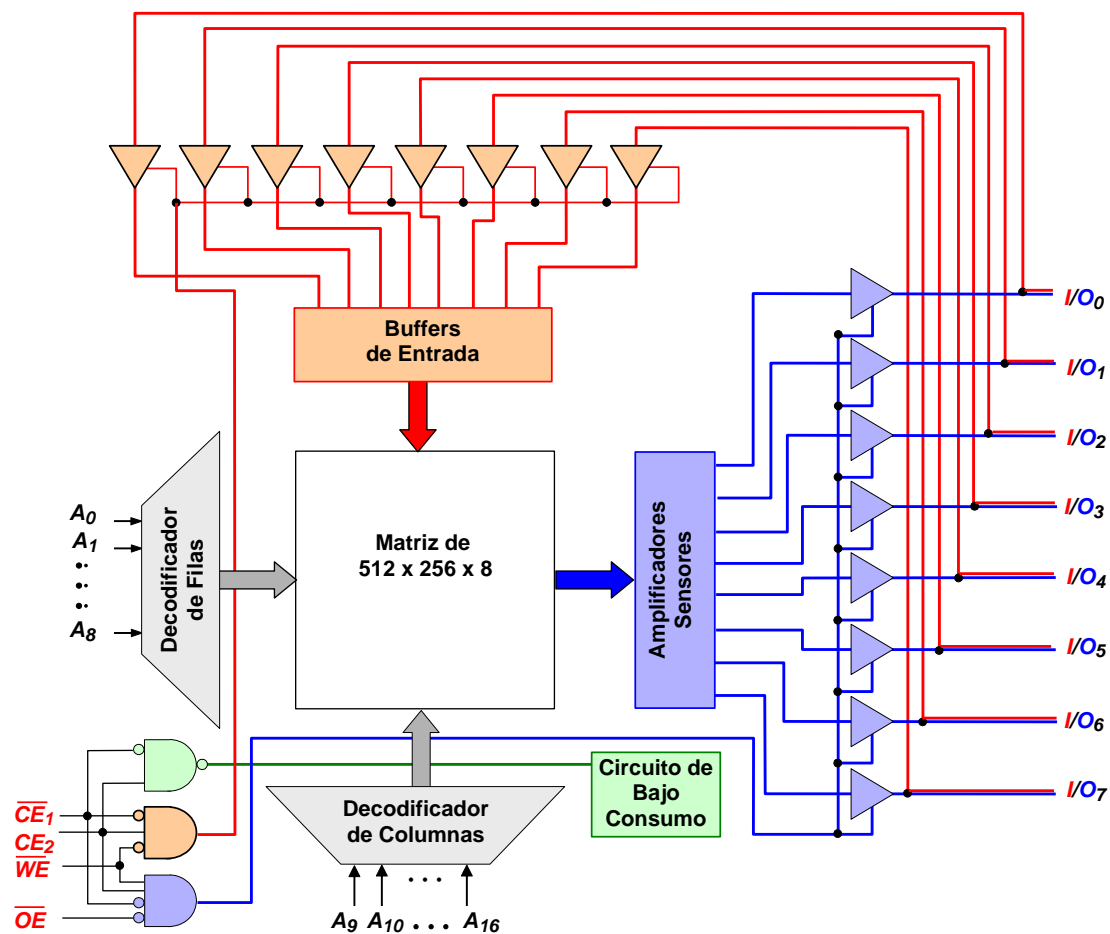 Buffers
de Entrada
I/O0
I/O1
I/O2
I/O3
I/O4
I/O5
I/O6
I/O7
A0
A1
A8
Decodificador
de Filas
Matriz de
512 x 256 x 8
Amplificadores
Sensores
Circuito de
Bajo
Consumo
Decodificador
de Columnas
CE1
CE2
WE
OE
A9 A10 . . . A16